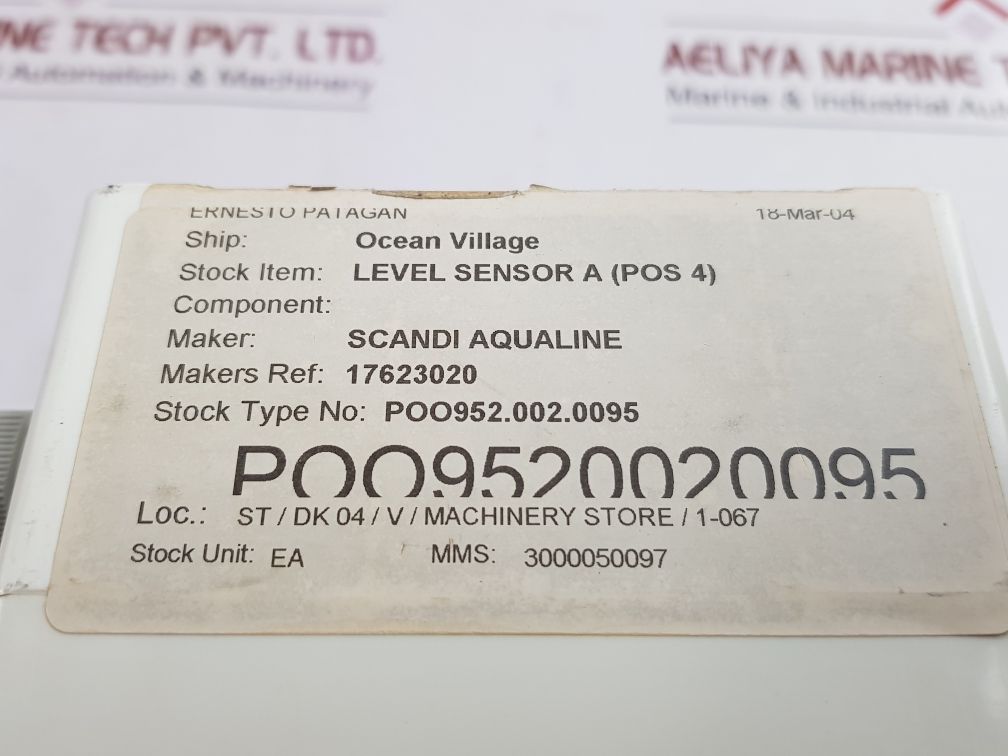 NE TECH PVT. LTD.
Automation & Machinery
AELIYA MARINE T
Marine & Industrial Aut
ERNESTO PATAGAN 18-Mar-04
Ship: Ocean Village
Stock Item: LEVEL SENSOR A (POS 4)
Component:
Maker: SCANDI AQUALINE
Makers Ref: 17623020
Stock Type No: POO952.002.0095
POO9520020095
Loc.: ST / DK 04 / V / MACHINERY STORE / 1-067
Stock Unit: EA MMS: 3000050097